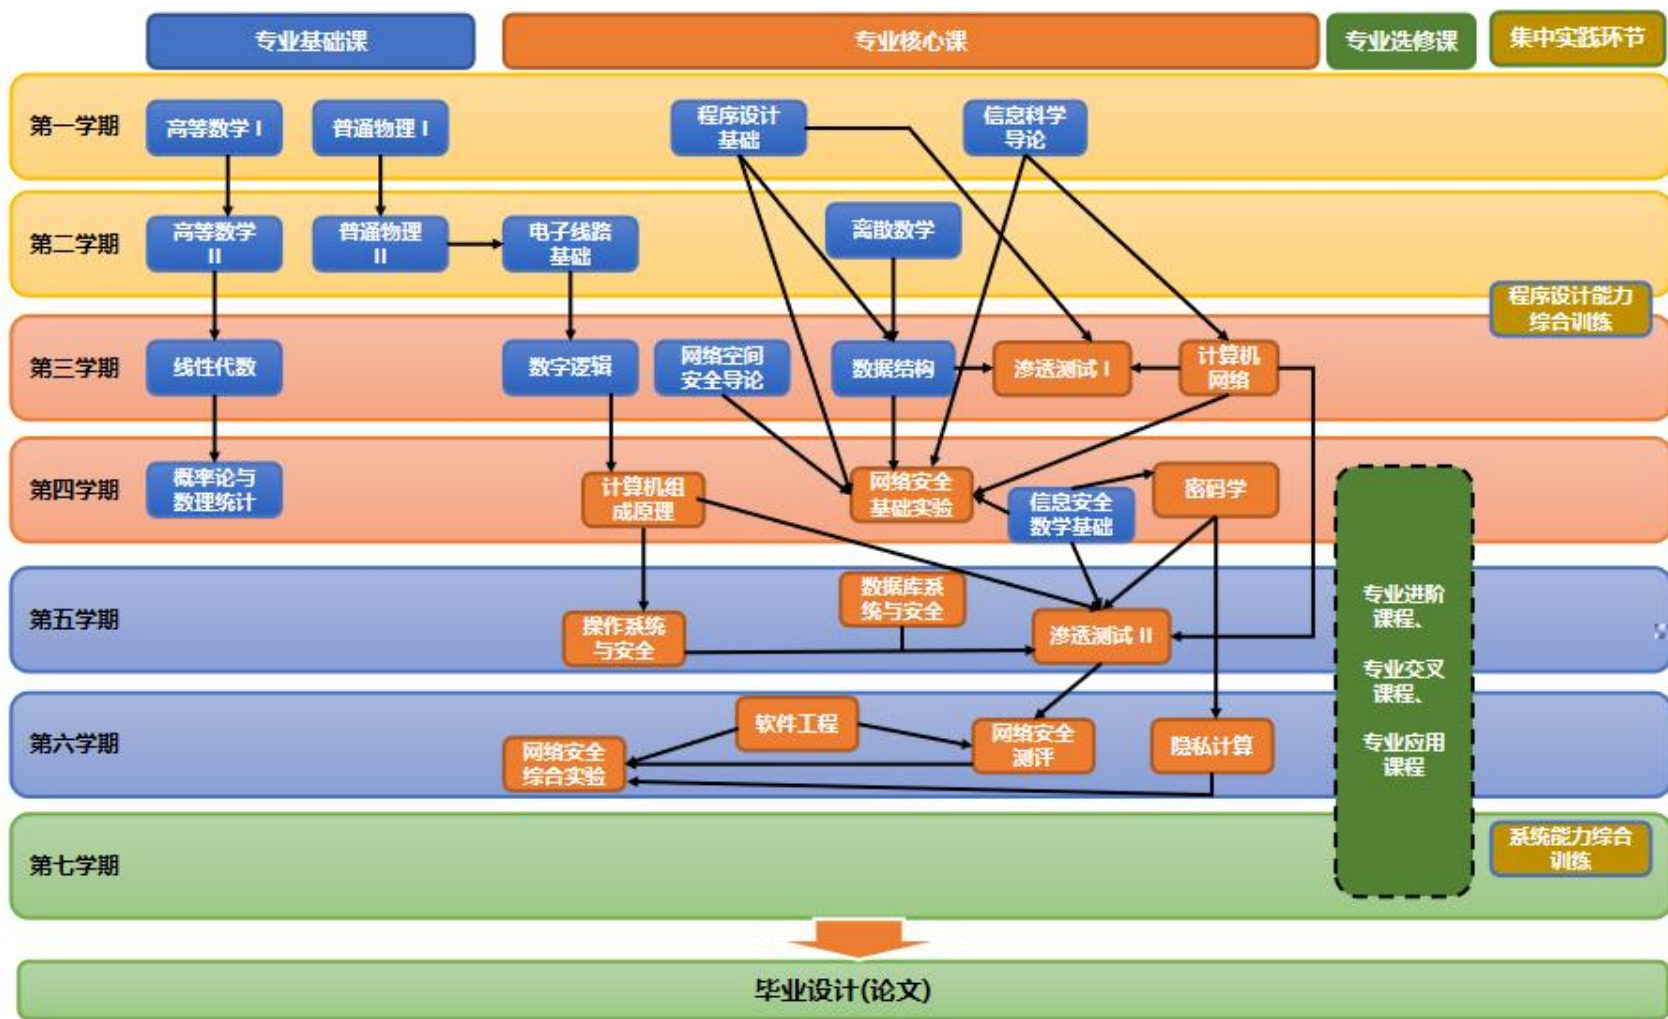 专业基础课
专业核心课
专业选修课
集中实践环节
第一学期
高等数学 I
普通物理 I
程序设计
基础
信息科学
导论
第二学期
高等数学
II
普通物理
II
电子线路
基础
离散数学
程序设计能力
综合训练
第三学期
线性代数
数字逻辑
网络空间
安全导论
数据结构
渗透测试 I
计算机
网络
第四学期
概率论与
数理统计
计算机组
成原理
网络安全
基础实验
信息安全
数学基础
密码学
第五学期
操作系统
与安全
数据库系
统与安全
渗透测试 II
专业进阶
课程、
专业交叉
课程、
专业应用
课程
第六学期
网络安全
综合实验
软件工程
网络安全
测评
隐私计算
第七学期
系统能力综合
训练
毕业设计(论文)